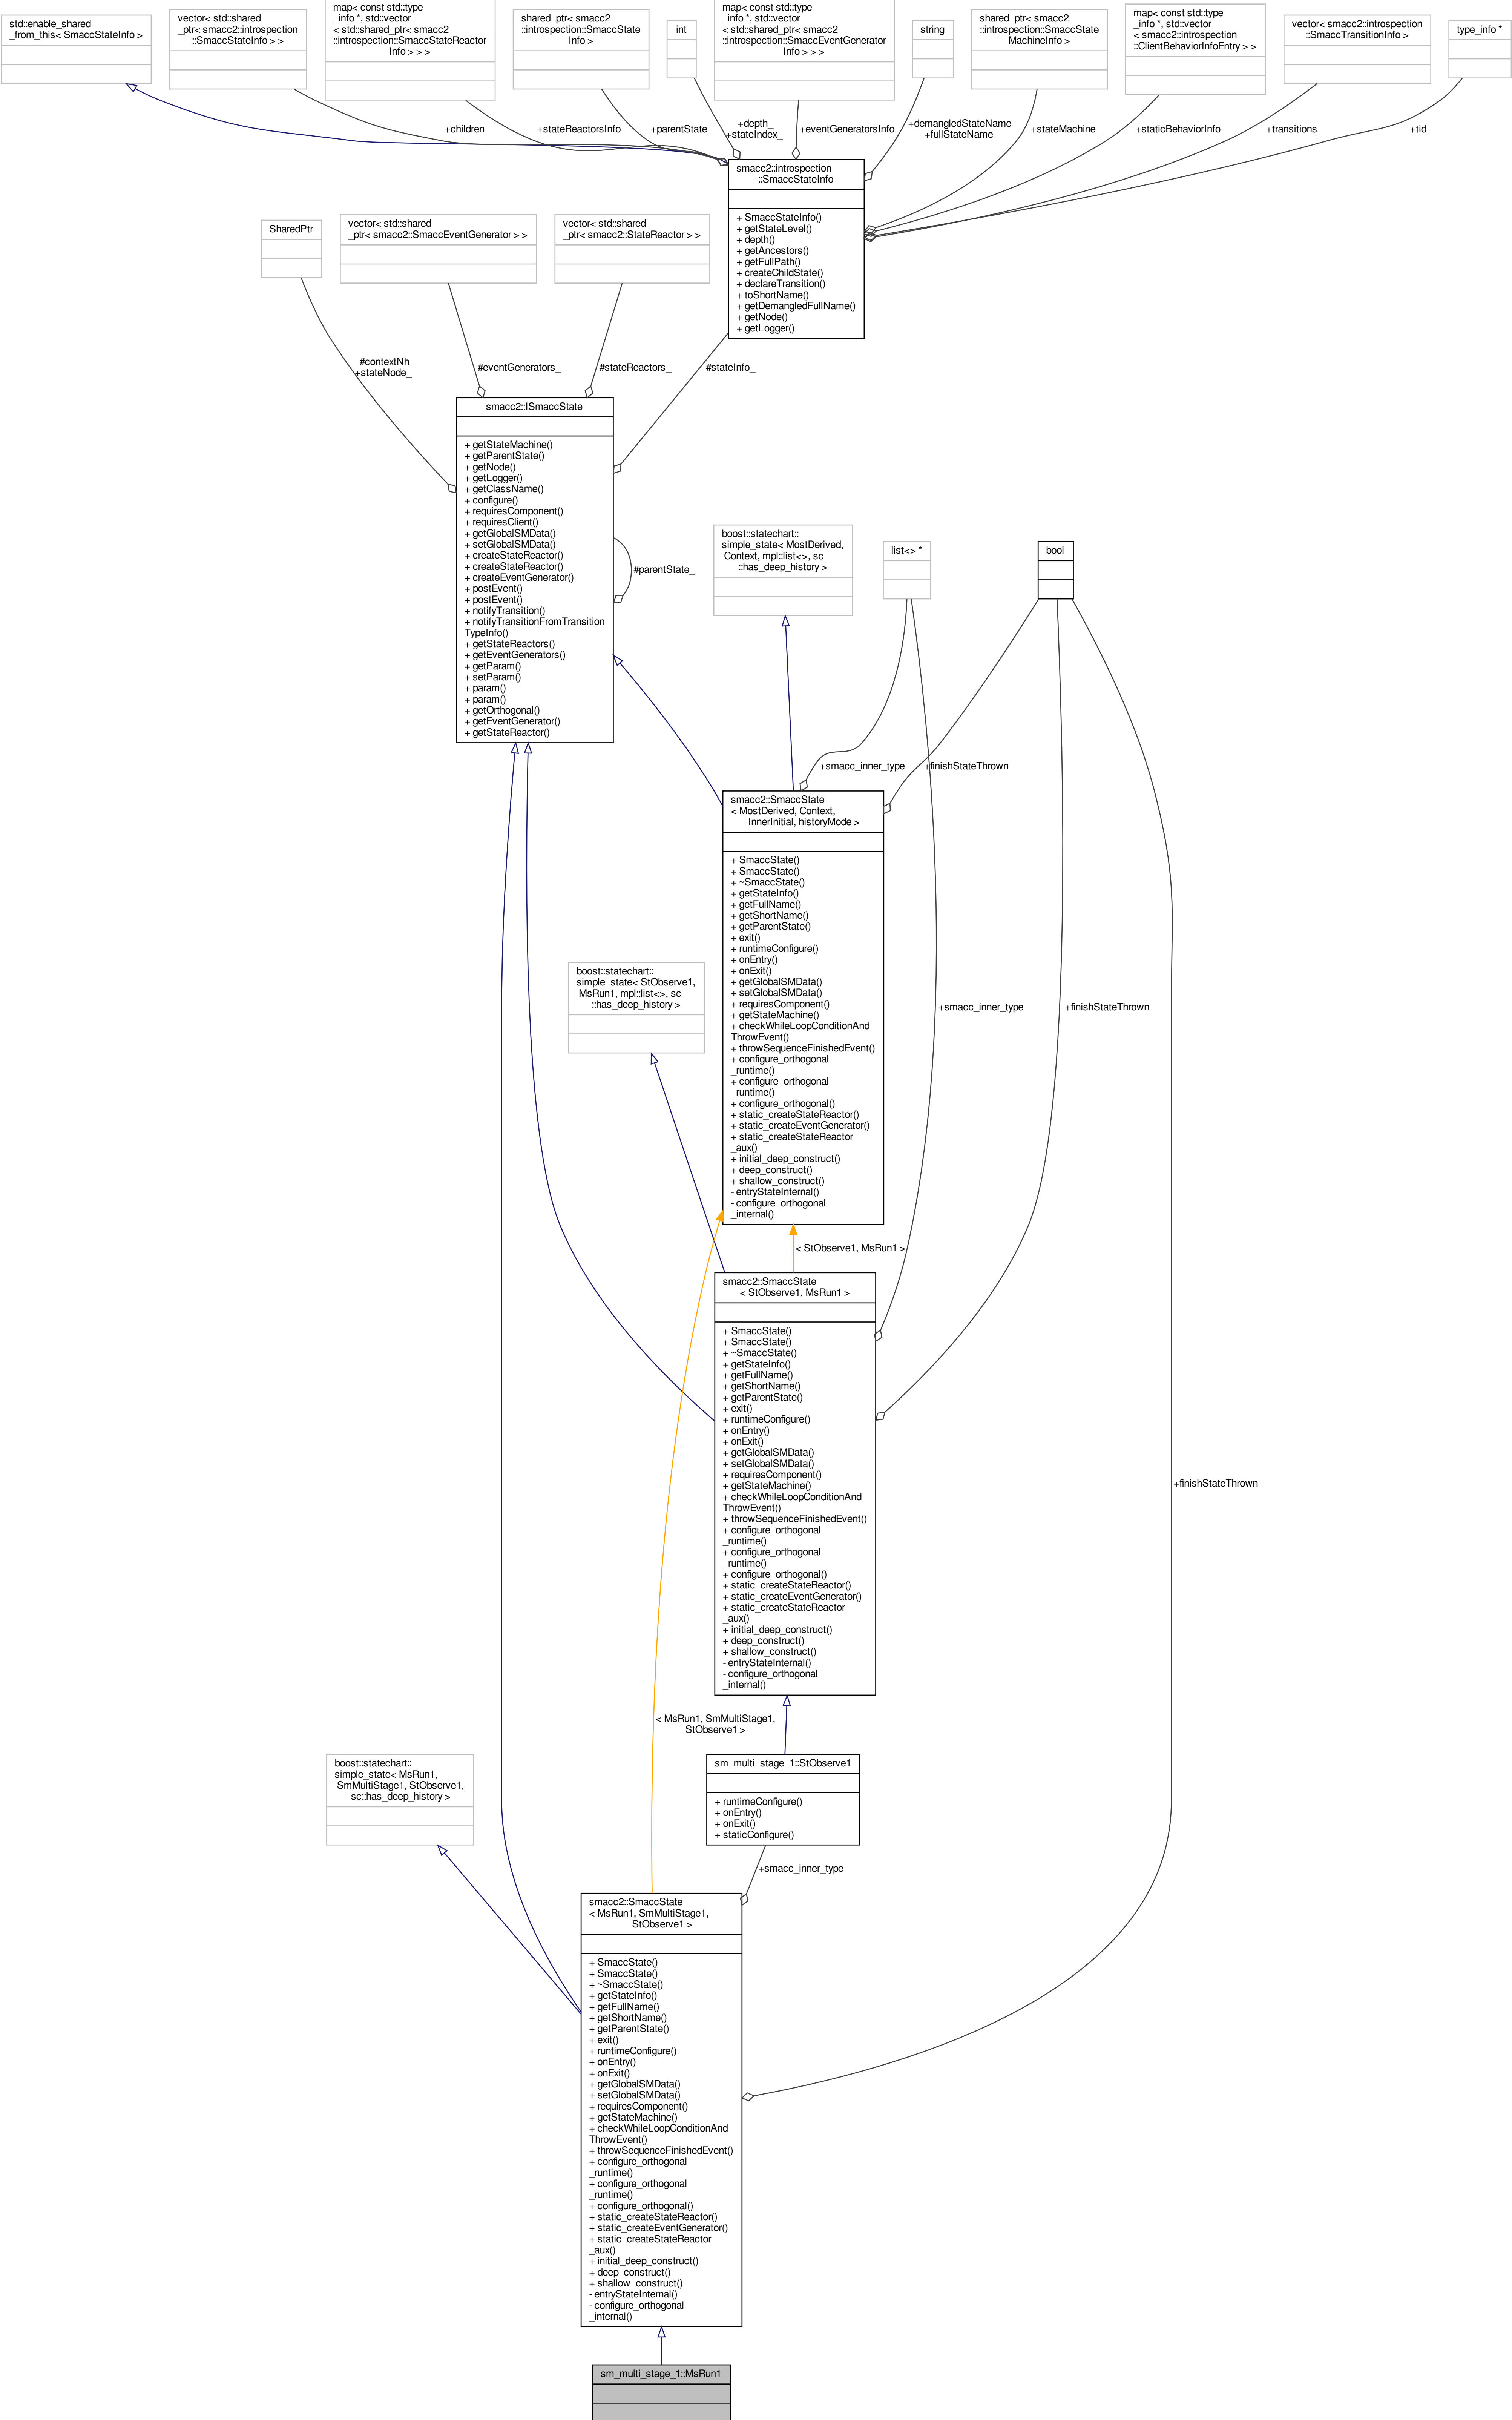 std::enable_shared
_from_this< SmaccStateInfo >
vector< std::shared
_ptr< smacc2::introspection
::SmaccStateInfo > >
map< const std::type
_info *, std::vector
< std::shared_ptr< smacc2
::introspection::SmaccStateReactor
Info > > >
shared_ptr< smacc2
::introspection::SmaccState
Info >
int
map< const std::type
_info *, std::vector
< std::shared_ptr< smacc2
::introspection::SmaccEventGenerator
Info > > >
string
shared_ptr< smacc2
::introspection::SmaccState
MachineInfo >
map< const std::type
_info *, std::vector
< smacc2::introspection
::ClientBehaviorInfoEntry > >
vector< smacc2::introspection
::SmaccTransitionInfo >
type_info *
+children_
+stateReactorsInfo
+parentState_
+depth_
+stateIndex_
+eventGeneratorsInfo
+demangledStateName
+fullStateName
+stateMachine_
+staticBehaviorInfo
+transitions_
+tid_
smacc2::introspection
::SmaccStateInfo
+ SmaccStateInfo()
+ getStateLevel()
+ depth()
+ getAncestors()
+ getFullPath()
+ createChildState()
+ declareTransition()
+ toShortName()
+ getDemangledFullName()
+ getNode()
+ getLogger()
SharedPtr
vector< std::shared
_ptr< smacc2::SmaccEventGenerator > >
vector< std::shared
_ptr< smacc2::StateReactor > >
#contextNh
+stateNode_
#eventGenerators_
#stateReactors_
#stateInfo_
smacc2::ISmaccState
+ getStateMachine()
+ getParentState()
+ getNode()
+ getLogger()
+ getClassName()
+ configure()
+ requiresComponent()
+ requiresClient()
+ getGlobalSMData()
+ setGlobalSMData()
+ createStateReactor()
+ createStateReactor()
+ createEventGenerator()
+ postEvent()
+ postEvent()
+ notifyTransition()
+ notifyTransitionFromTransition
TypeInfo()
+ getStateReactors()
+ getEventGenerators()
+ getParam()
+ setParam()
+ param()
+ param()
+ getOrthogonal()
+ getEventGenerator()
+ getStateReactor()
#parentState_
boost::statechart::
simple_state< MostDerived,
Context, mpl::list<>, sc
::has_deep_history >
list<> *
bool
+smacc_inner_type
+finishStateThrown
smacc2::SmaccState
< MostDerived, Context,
InnerInitial, historyMode >
+ SmaccState()
+ SmaccState()
+ ~SmaccState()
+ getStateInfo()
+ getFullName()
+ getShortName()
+ getParentState()
+ exit()
+ runtimeConfigure()
+ onEntry()
+ onExit()
+ getGlobalSMData()
+ setGlobalSMData()
+ requiresComponent()
+ getStateMachine()
+ checkWhileLoopConditionAnd
ThrowEvent()
+ throwSequenceFinishedEvent()
+ configure_orthogonal
_runtime()
+ configure_orthogonal
_runtime()
+ configure_orthogonal()
+ static_createStateReactor()
+ static_createEventGenerator()
+ static_createStateReactor
_aux()
+ initial_deep_construct()
+ deep_construct()
+ shallow_construct()
- entryStateInternal()
- configure_orthogonal
_internal()
boost::statechart::
simple_state< StObserve1,
MsRun1, mpl::list<>, sc
::has_deep_history >
+smacc_inner_type
+finishStateThrown
< StObserve1, MsRun1 >
smacc2::SmaccState
< StObserve1, MsRun1 >
+ SmaccState()
+ SmaccState()
+ ~SmaccState()
+ getStateInfo()
+ getFullName()
+ getShortName()
+ getParentState()
+ exit()
+ runtimeConfigure()
+ onEntry()
+ onExit()
+ getGlobalSMData()
+ setGlobalSMData()
+ requiresComponent()
+ getStateMachine()
+ checkWhileLoopConditionAnd
ThrowEvent()
+ throwSequenceFinishedEvent()
+ configure_orthogonal
_runtime()
+ configure_orthogonal
_runtime()
+ configure_orthogonal()
+ static_createStateReactor()
+ static_createEventGenerator()
+ static_createStateReactor
_aux()
+ initial_deep_construct()
+ deep_construct()
+ shallow_construct()
- entryStateInternal()
- configure_orthogonal
_internal()
+finishStateThrown
< MsRun1, SmMultiStage1,
StObserve1 >
boost::statechart::
simple_state< MsRun1,
SmMultiStage1, StObserve1,
sc::has_deep_history >
sm_multi_stage_1::StObserve1
+ runtimeConfigure()
+ onEntry()
+ onExit()
+ staticConfigure()
+smacc_inner_type
smacc2::SmaccState
< MsRun1, SmMultiStage1,
StObserve1 >
+ SmaccState()
+ SmaccState()
+ ~SmaccState()
+ getStateInfo()
+ getFullName()
+ getShortName()
+ getParentState()
+ exit()
+ runtimeConfigure()
+ onEntry()
+ onExit()
+ getGlobalSMData()
+ setGlobalSMData()
+ requiresComponent()
+ getStateMachine()
+ checkWhileLoopConditionAnd
ThrowEvent()
+ throwSequenceFinishedEvent()
+ configure_orthogonal
_runtime()
+ configure_orthogonal
_runtime()
+ configure_orthogonal()
+ static_createStateReactor()
+ static_createEventGenerator()
+ static_createStateReactor
_aux()
+ initial_deep_construct()
+ deep_construct()
+ shallow_construct()
- entryStateInternal()
- configure_orthogonal
_internal()
sm_multi_stage_1::MsRun1